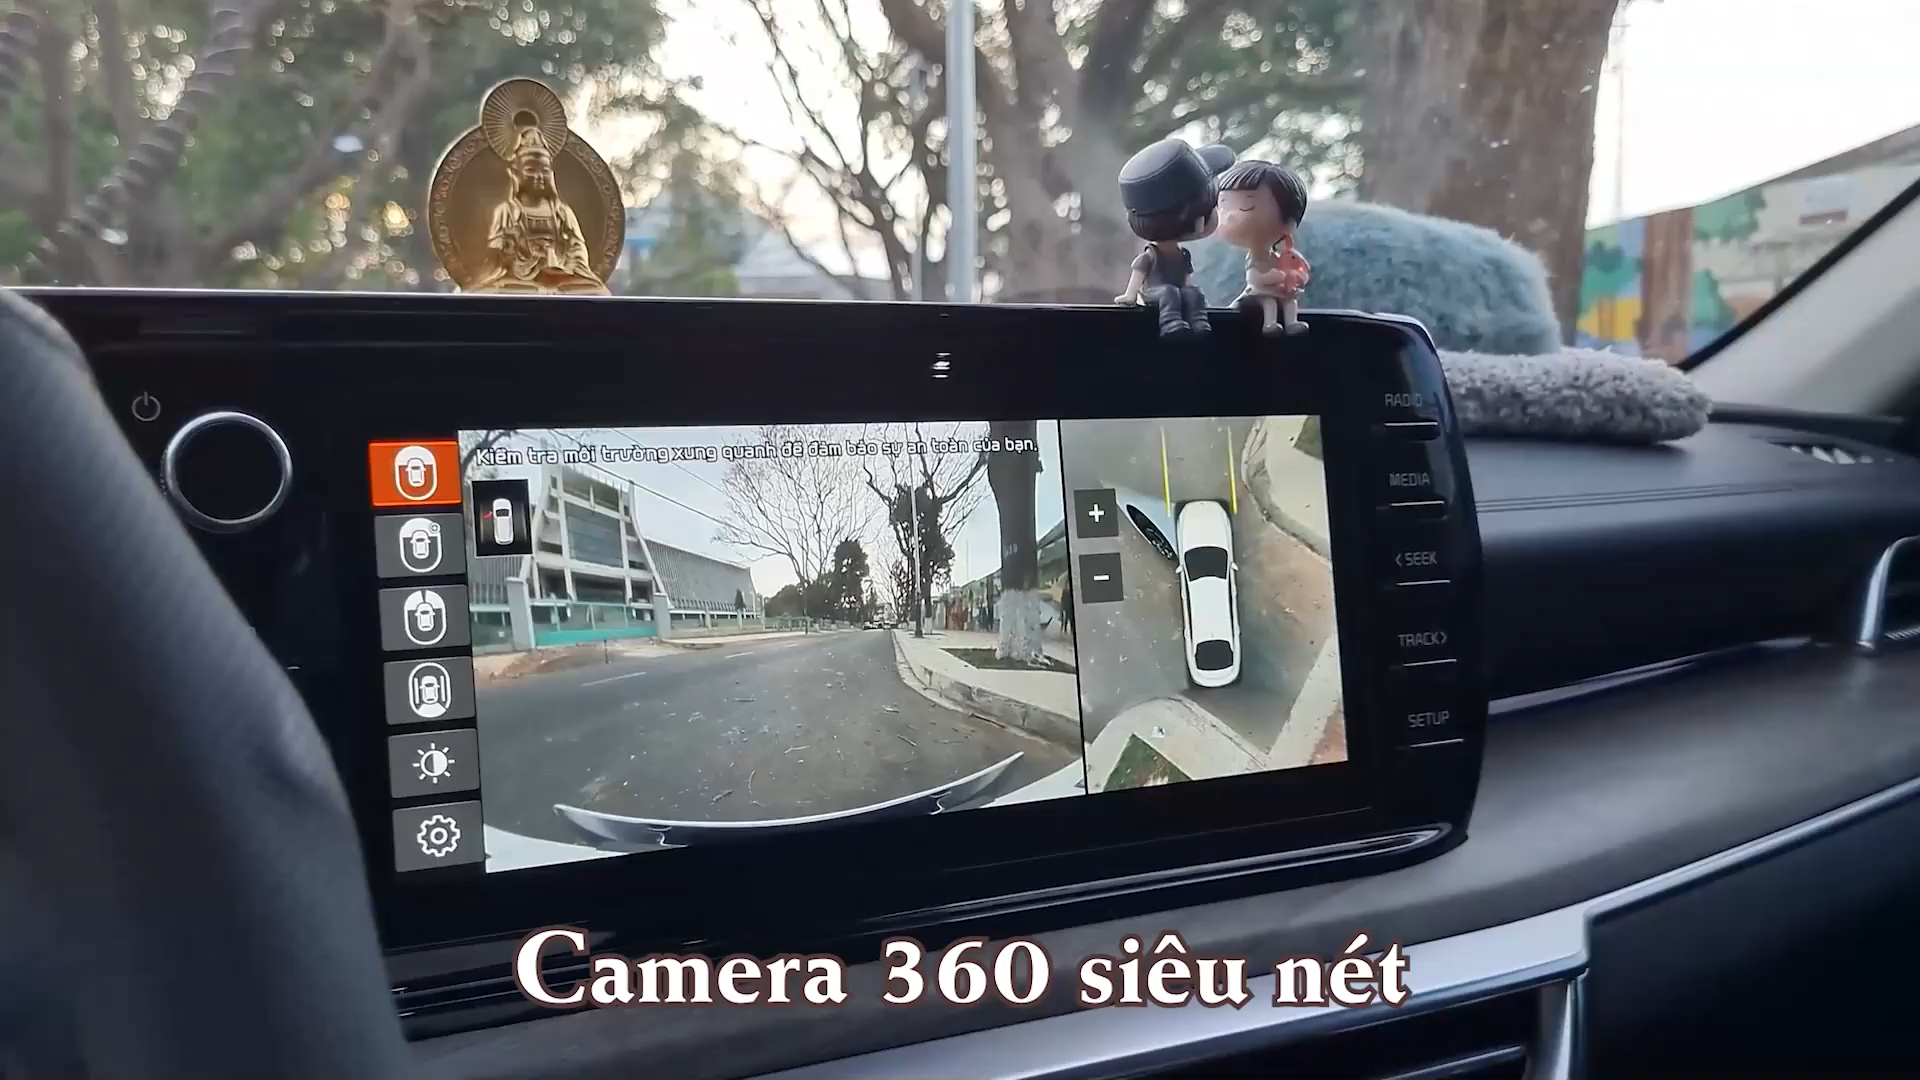 RADIO
Kiểm tra môi trường xung quanh để đảm bảo sự an toàn của bạn.
MEDIA
+
< SEEK
-
TRACK >
SETUP
Camera 360 siêu nét